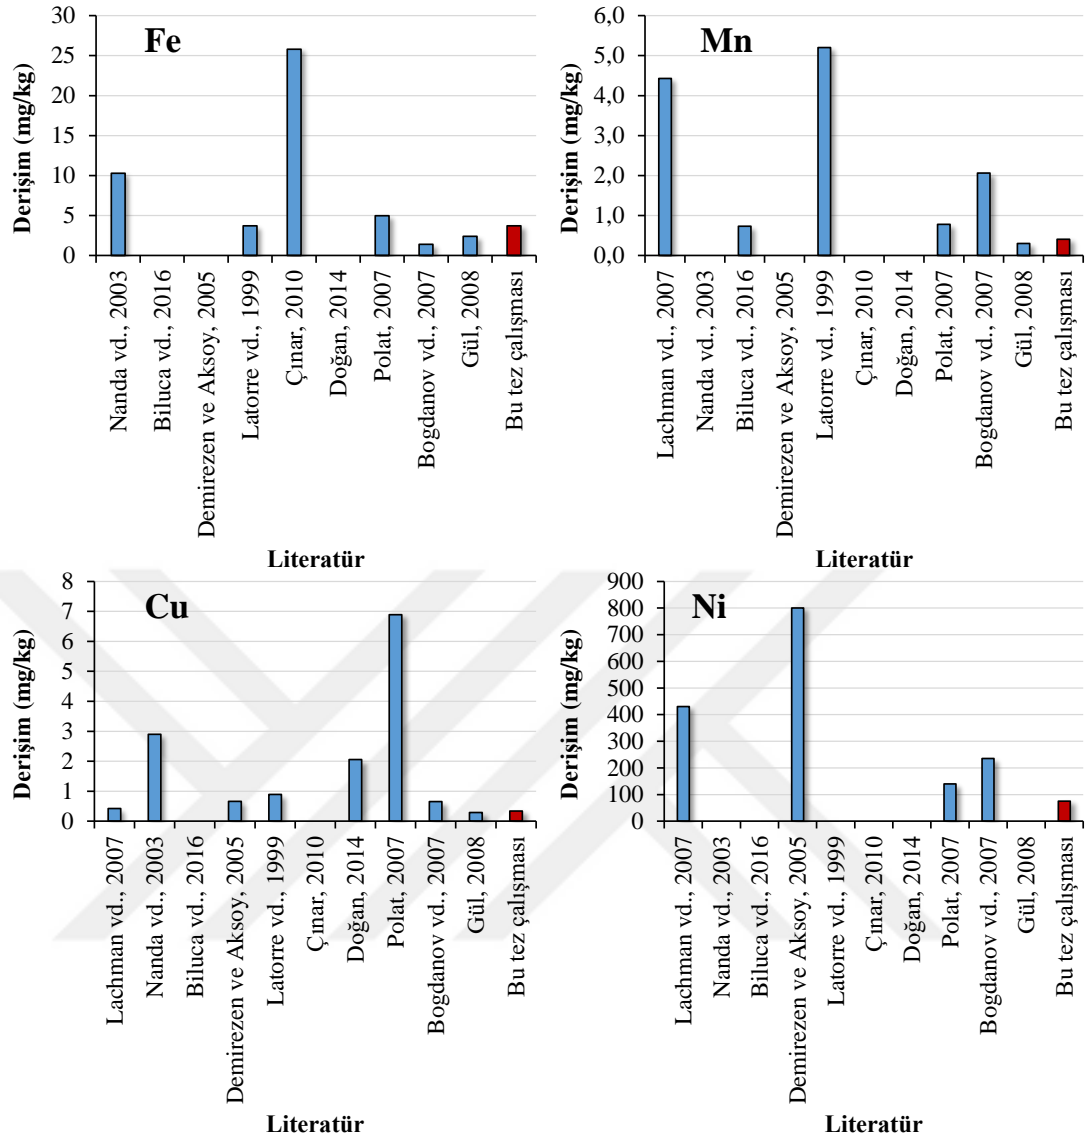 Fe
Derişim (mg/kg)
30
25
20
15
10
5
0
Nanda vd., 2003
Biluca vd., 2016
Demirezen ve Aksoy, 2005
Latorre vd., 1999
Çınar, 2010
Doğan, 2014
Polat, 2007
Bogdanov vd., 2007
Gül, 2008
Bu tez çalışması
Literatür
Mn
Derişim (mg/kg)
6,0
5,0
4,0
3,0
2,0
1,0
0,0
Lachman vd., 2007
Nanda vd., 2003
Biluca vd., 2016
Demirezen ve Aksoy, 2005
Latorre vd., 1999
Çınar, 2010
Doğan, 2014
Polat, 2007
Bogdanov vd., 2007
Gül, 2008
Bu tez çalışması
Literatür
Cu
Derişim (mg/kg)
8
7
6
5
4
3
2
1
0
Lachman vd., 2007
Nanda vd., 2003
Biluca vd., 2016
Demirezen ve Aksoy, 2005
Latorre vd., 1999
Çınar, 2010
Doğan, 2014
Polat, 2007
Bogdanov vd., 2007
Gül, 2008
Bu tez çalışması
Literatür
Ni
Derişim (mg/kg)
900
800
700
600
500
400
300
200
100
0
Lachman vd., 2007
Nanda vd., 2003
Biluca vd., 2016
Demirezen ve Aksoy, 2005
Latorre vd., 1999
Çınar, 2010
Doğan, 2014
Polat, 2007
Bogdanov vd., 2007
Gül, 2008
Bu tez çalışması
Literatür